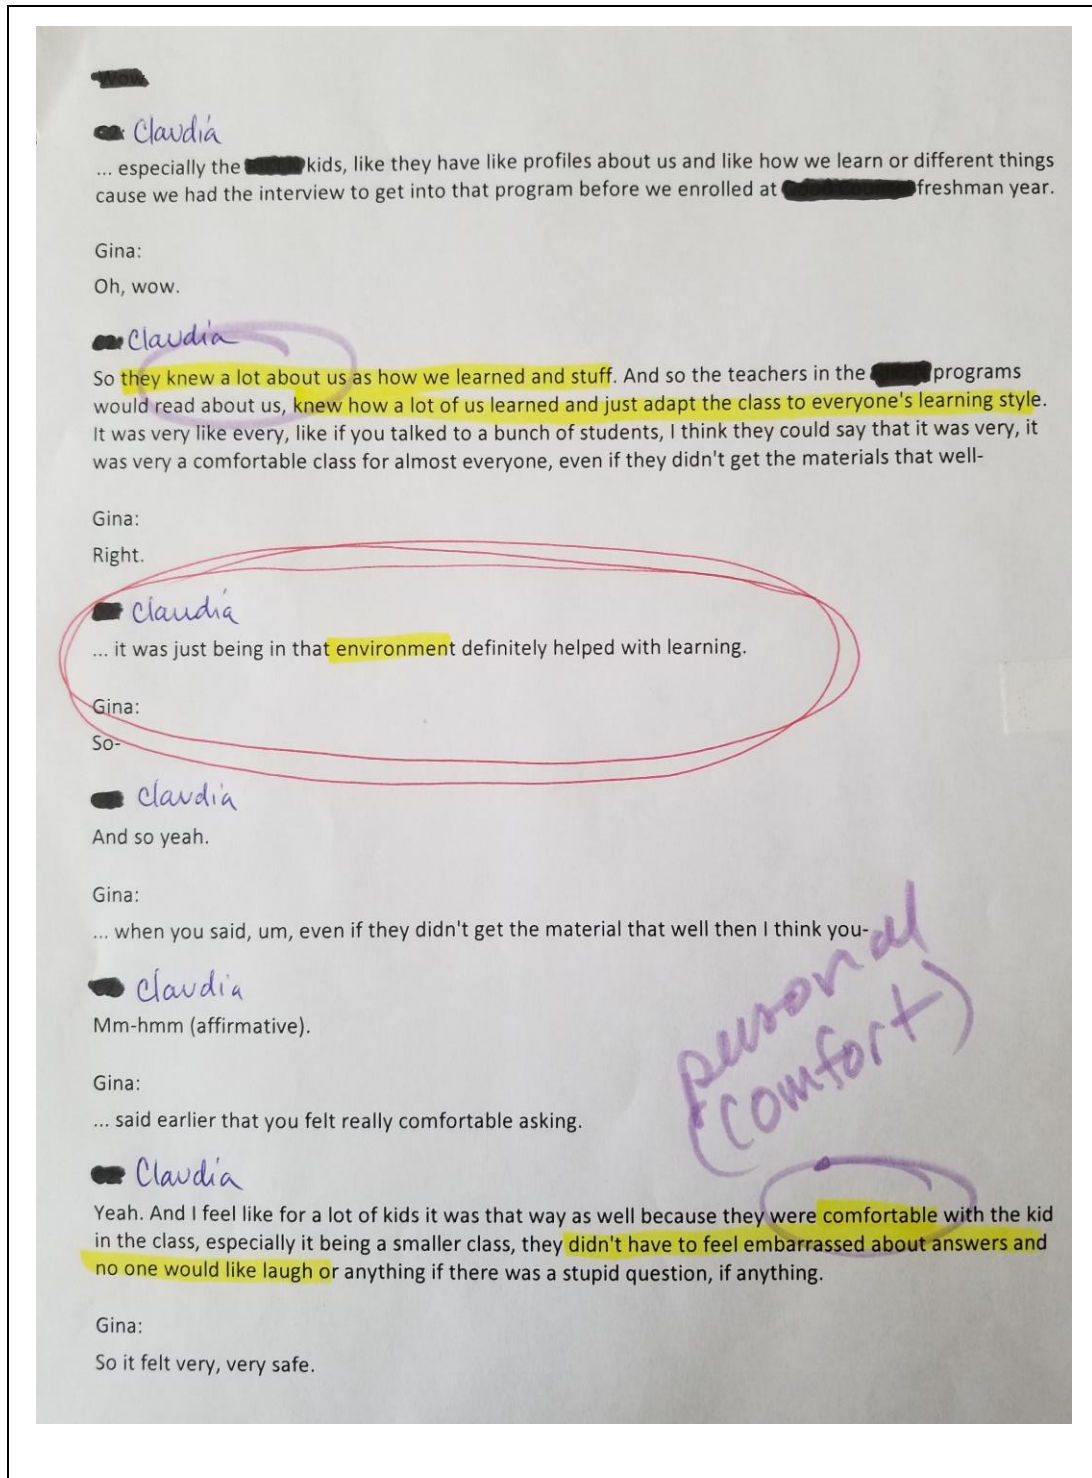 Claudia
... especially the kids, like they have like profiles about us and like how we learn or different things
cause we had the interview to get into that program before we enrolled at freshman year.
Gina:
Oh, wow.
Claudia
So they knew a lot about us as how we learned and stuff. And so the teachers in the programs
would read about us, knew how a lot of us learned and just adapt the class to everyone's learning style.
It was very like every, like if you talked to a bunch of students, I think they could say that it was very, it
was very a comfortable class for almost everyone, even if they didn't get the materials that well-
Gina:
Right.
Claudia
... it was just being in that environment definitely helped with learning.
Gina:
So-
Claudia
And so yeah.
Gina:
... when you said, um, even if they didn't get the material that well then I think you-
Claudia
Mm-hmm (affirmative).
Gina:
... said earlier that you felt really comfortable asking.
personal
(comfort)
Claudia
Yeah. And I feel like for a lot of kids it was that way as well because they were comfortable with the kid
in the class, especially it being a smaller class, they didn't have to feel embarrassed about answers and
no one would like laugh or anything if there was a stupid question, if anything.
Gina:
So it felt very, very safe.